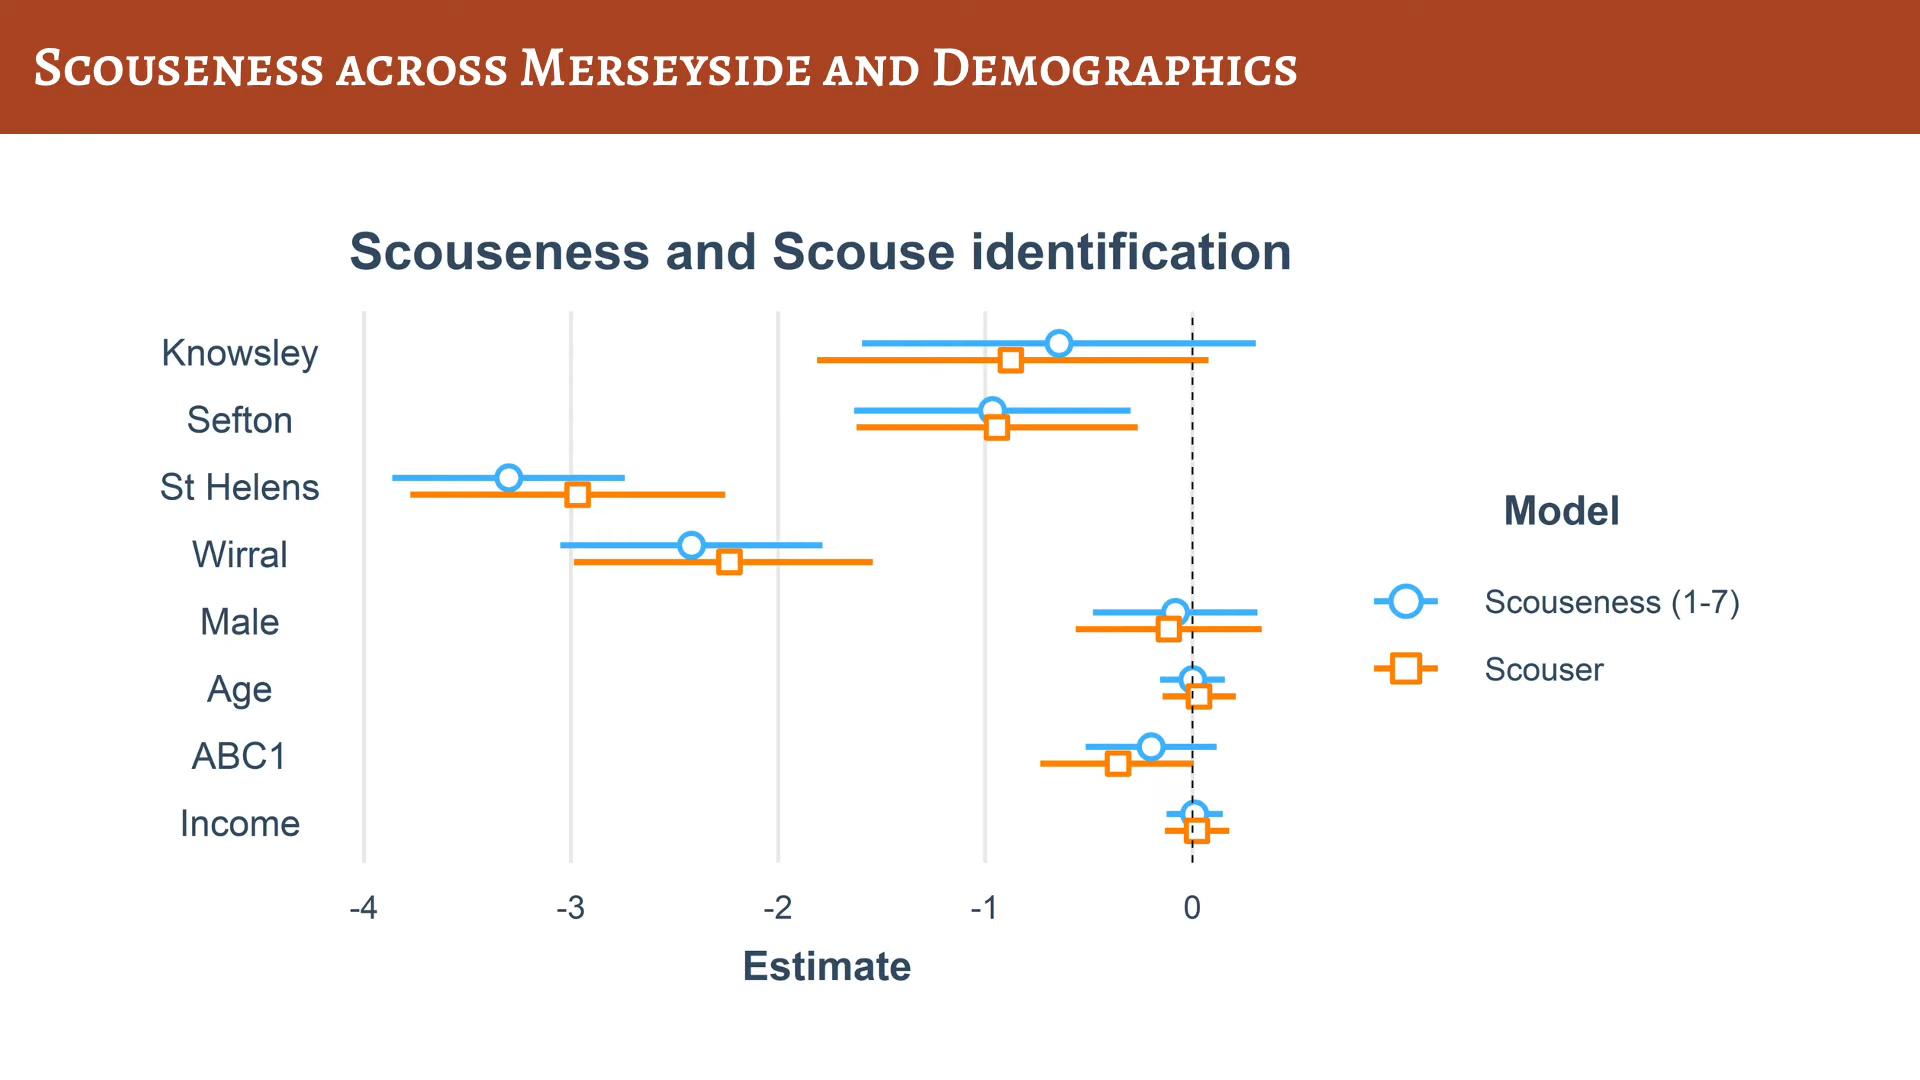 Scouseness across Merseyside and Demographics
Scouseness and Scouse identification
Knowsley
Sefton
St Helens
Wirral
Male
Age
ABC1
Income
-4 -3 -2 -1 0
Estimate
Model
Scouseness (1-7)
Scouser